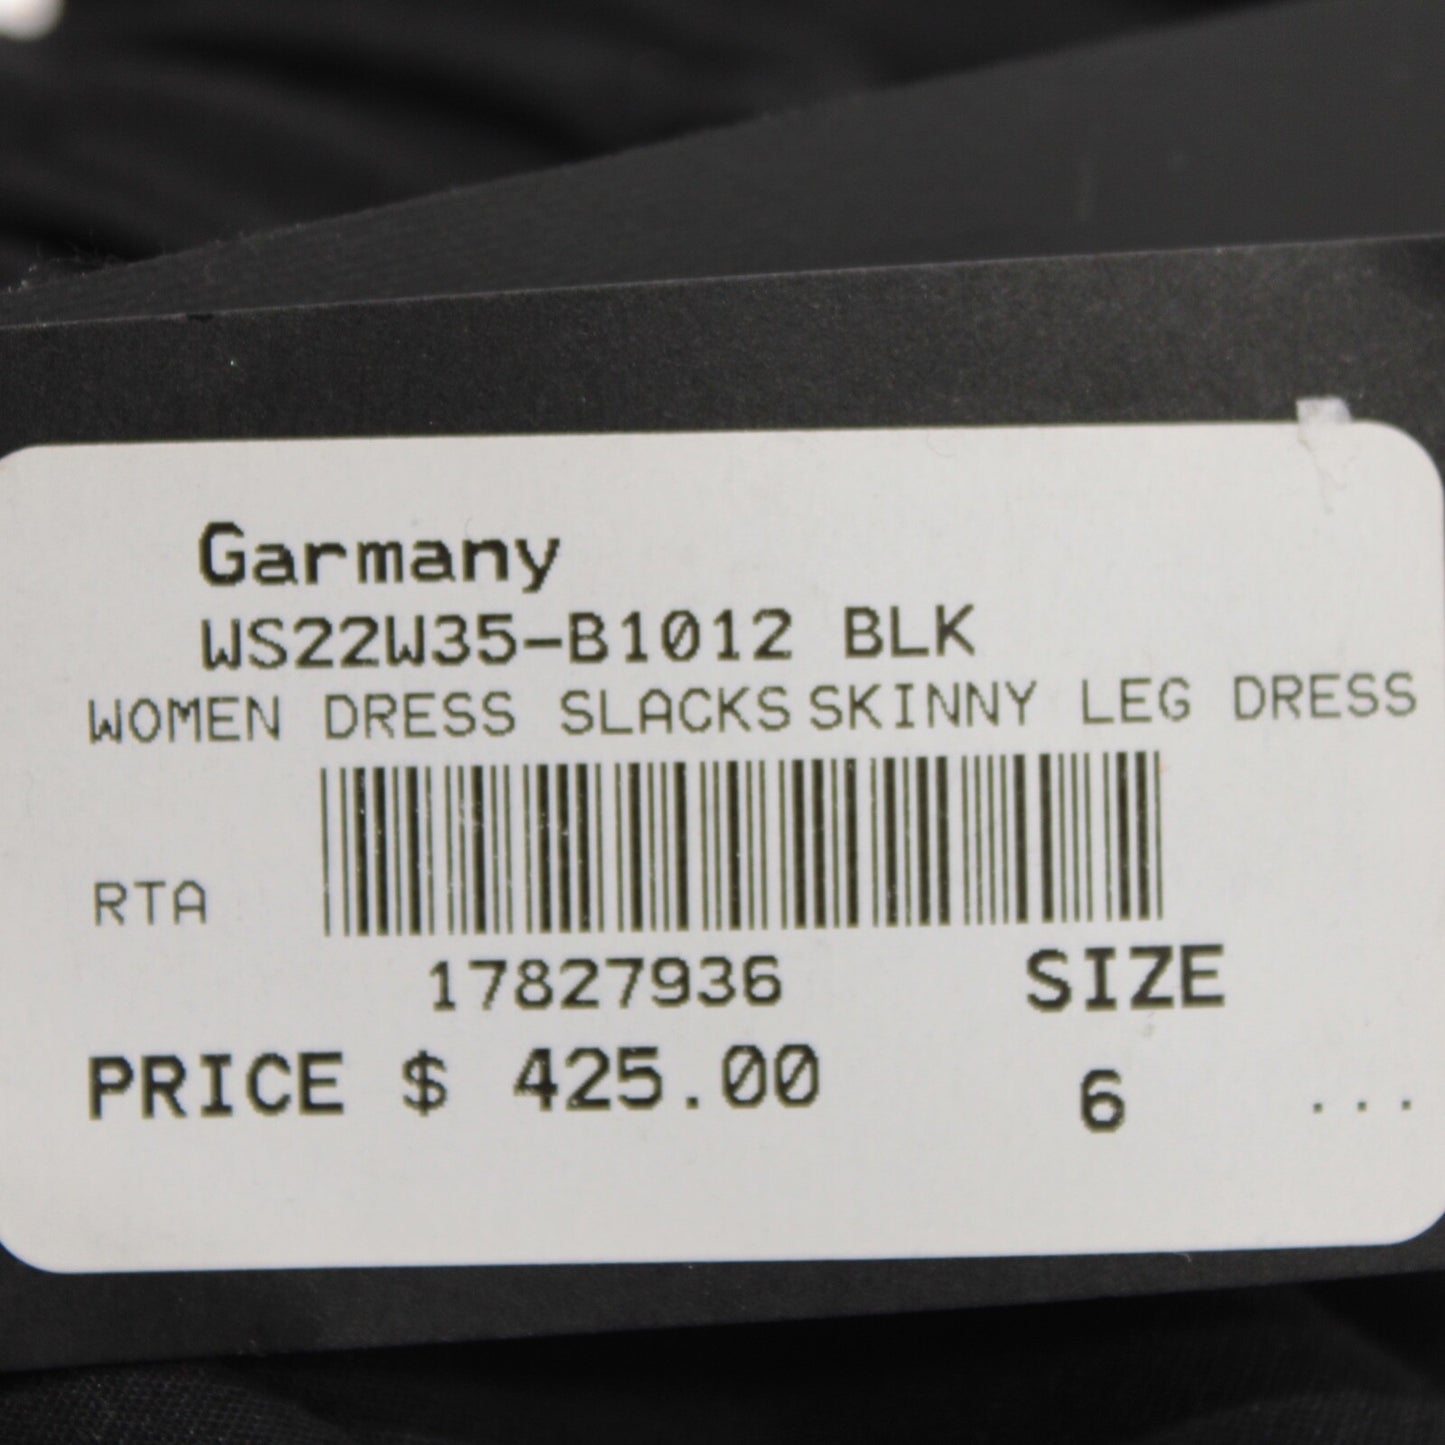 Garmany
WS22W35-B1012 BLK
WOMEN DRESS SLACKS SKINNY LEG DRESS
RTA
17827936
SIZE
PRICE $ 425.00
6 ...